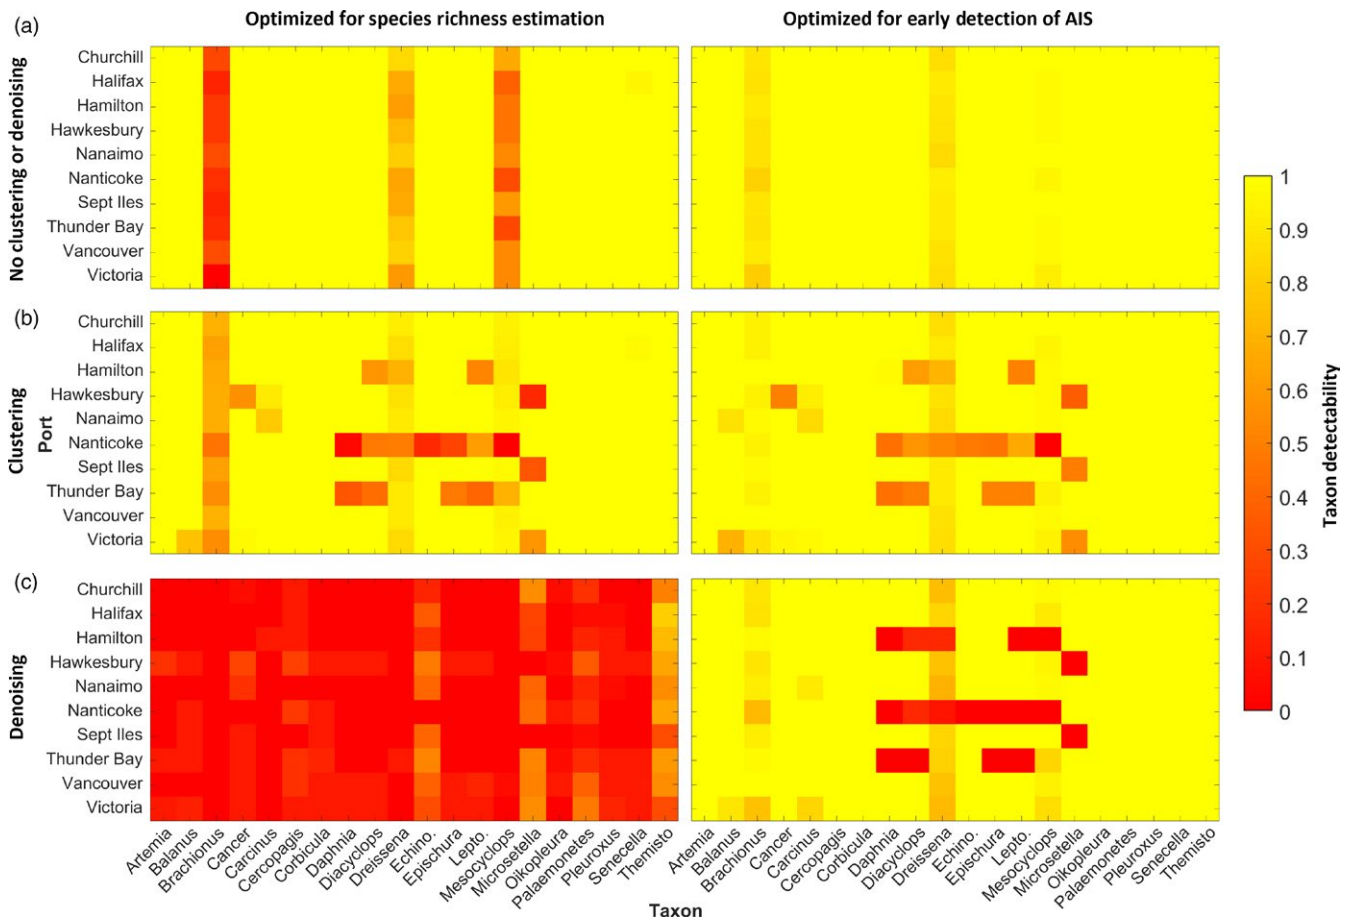 Optimized for species richness estimation
Optimized for early detection of AIS
(a)
No clustering or denoising
Churchill
Halifax
Hamilton
Hawkesbury
Nanaimo
Nanticoke
Sept Iles
Thunder Bay
Vancouver
Victoria
(b)
Clustering
Port
Churchill
Halifax
Hamilton
Hawkesbury
Nanaimo
Nanticoke
Sept Iles
Thunder Bay
Vancouver
Victoria
(c)
Denoising
Churchill
Halifax
Hamilton
Hawkesbury
Nanaimo
Nanticoke
Sept Iles
Thunder Bay
Vancouver
Victoria
1
0.9
0.8
0.7
0.6
0.5
0.4
0.3
0.2
0.1
0
Taxon detectability
Artemia
Balanus
Brachionus
Cancer
Carcinus
Cercopagis
Corbicula
Daphnia
Diacyclops
Dreissena
Echino.
Epischura
Lepto.
Mesocyclops
Microsetella
Oikopleura
Palaemonetes
Pleuroxus
Senecella
Themisto
Artemia
Balanus
Brachionus
Cancer
Carcinus
Cercopagis
Corbicula
Daphnia
Diacyclops
Dreissena
Echino.
Epischura
Lepto.
Mesocyclops
Microsetella
Oikopleura
Palaemonetes
Pleuroxus
Senecella
Themisto
Taxon